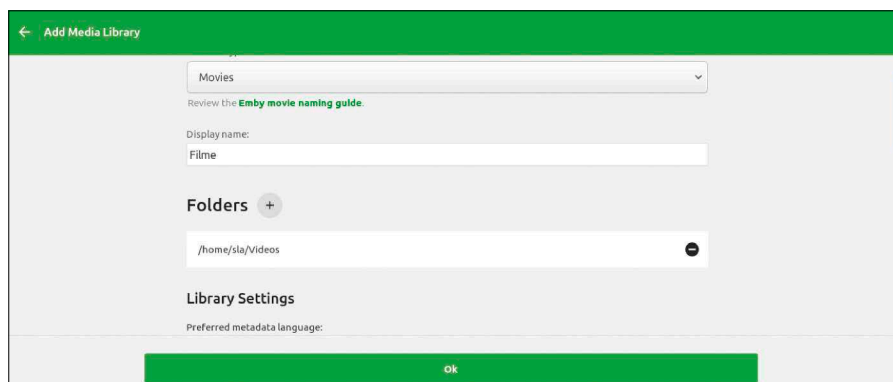 Add Media Library
Movies
Review the Emby movie naming guide.
Display name:
Filme
Folders +
/home/sla/Videos
Library Settings
Preferred metadata language:
Ok